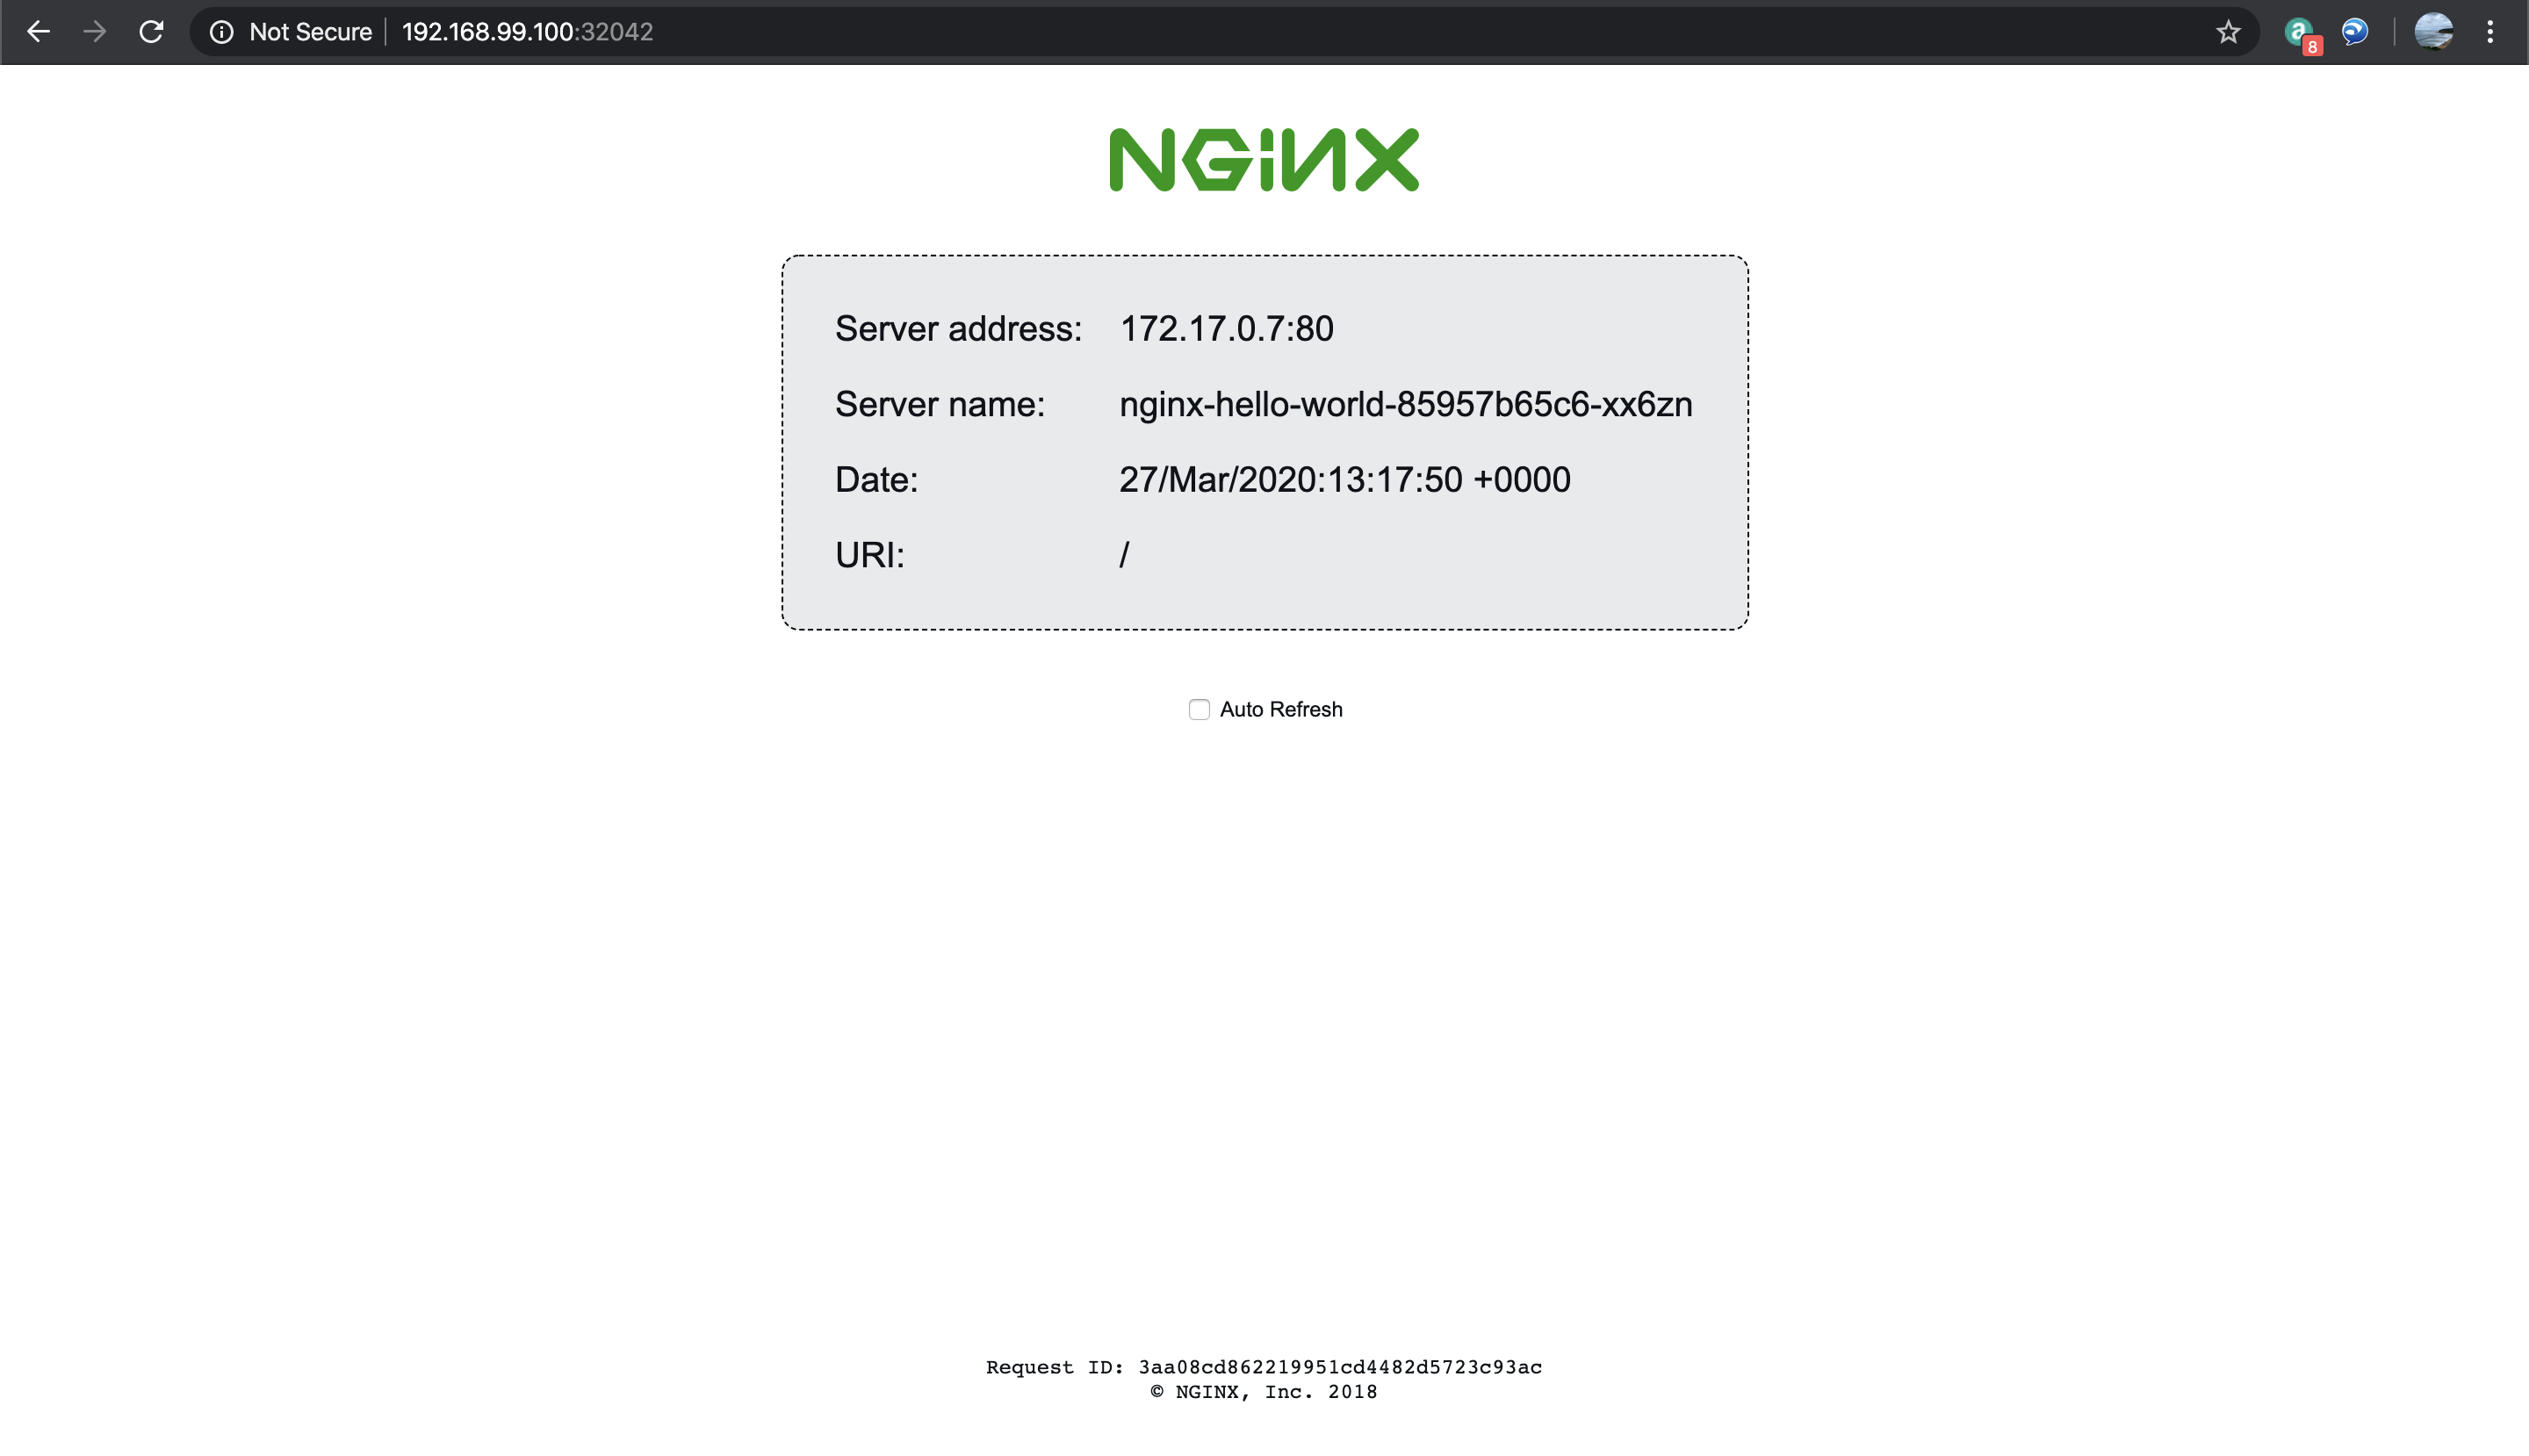 Not Secure 192.168.99.100:32042
a
8
NGINX
Server address: 172.17.0.7:80
Server name: nginx-hello-world-85957b65c6-xx6zn
Date: 27/Mar/2020:13:17:50 +0000
URI: /
Auto Refresh
Request ID: 3aa08cd862219951cd4482d5723c93ac
© NGINX, Inc. 2018